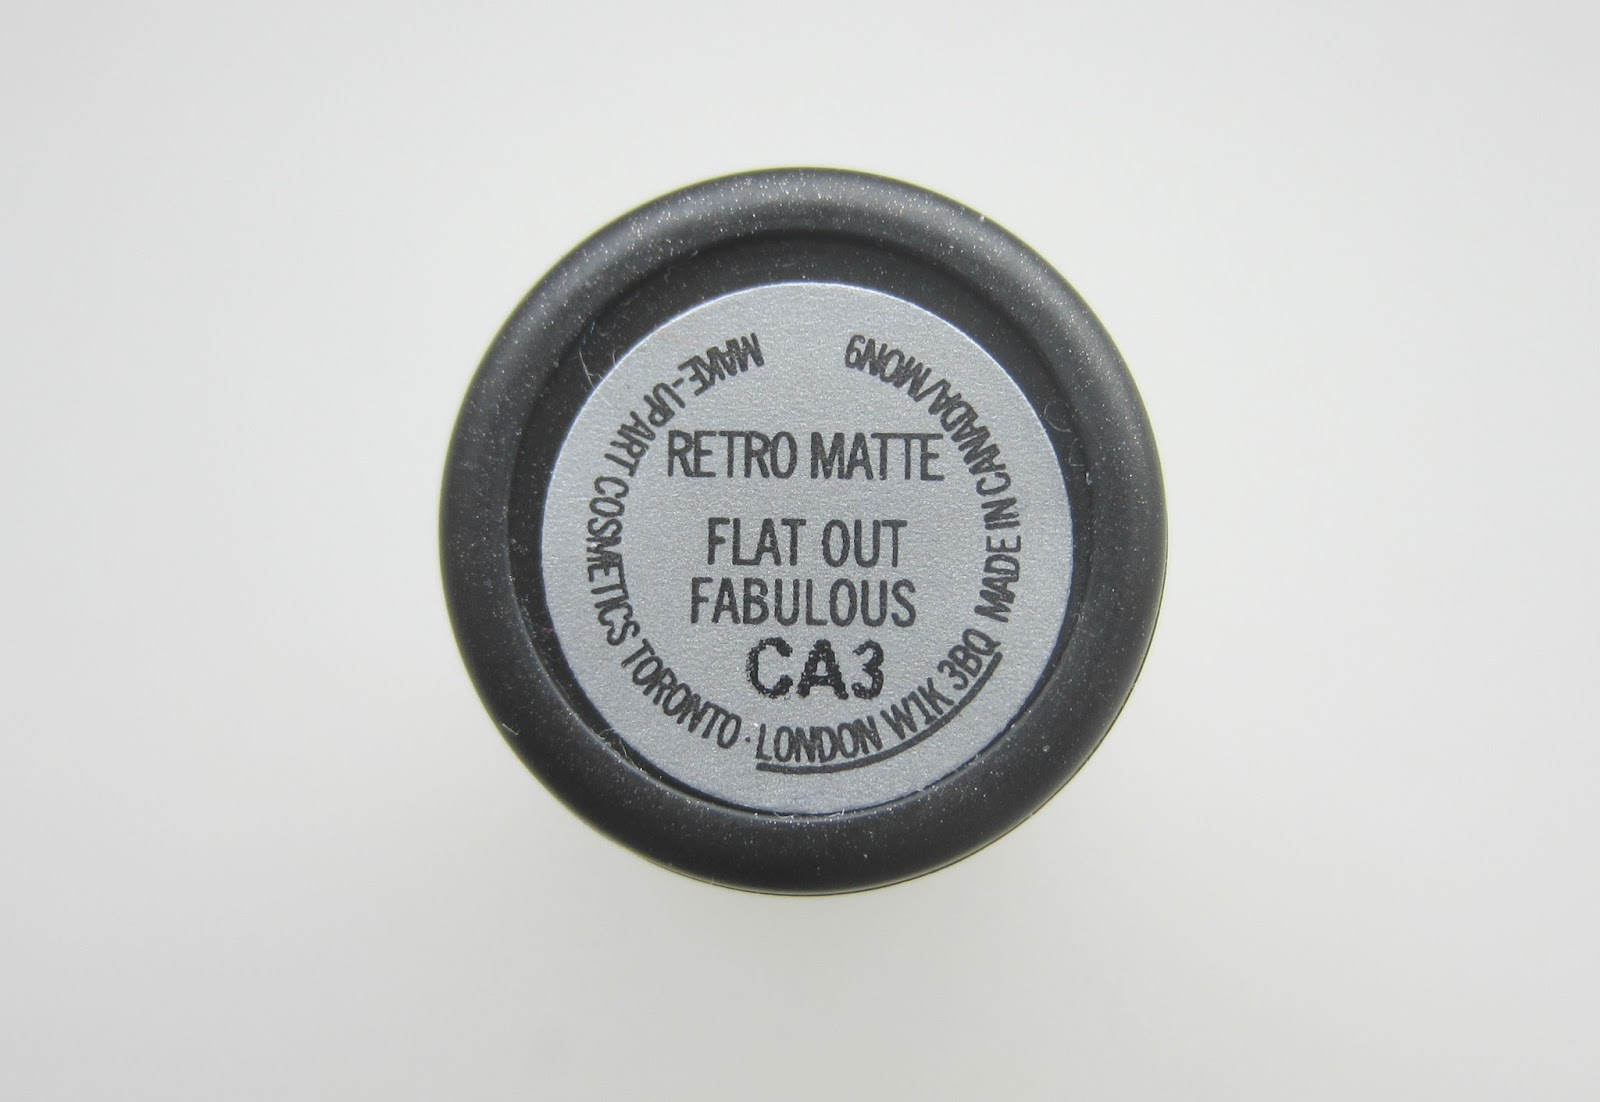 RETRO MATTE
FLAT OUT
FABULOUS
CA3
MAKE-UP ART COSMETICS TORONTO · LONDON W1K 3BQ MADE IN CANADA/MON9